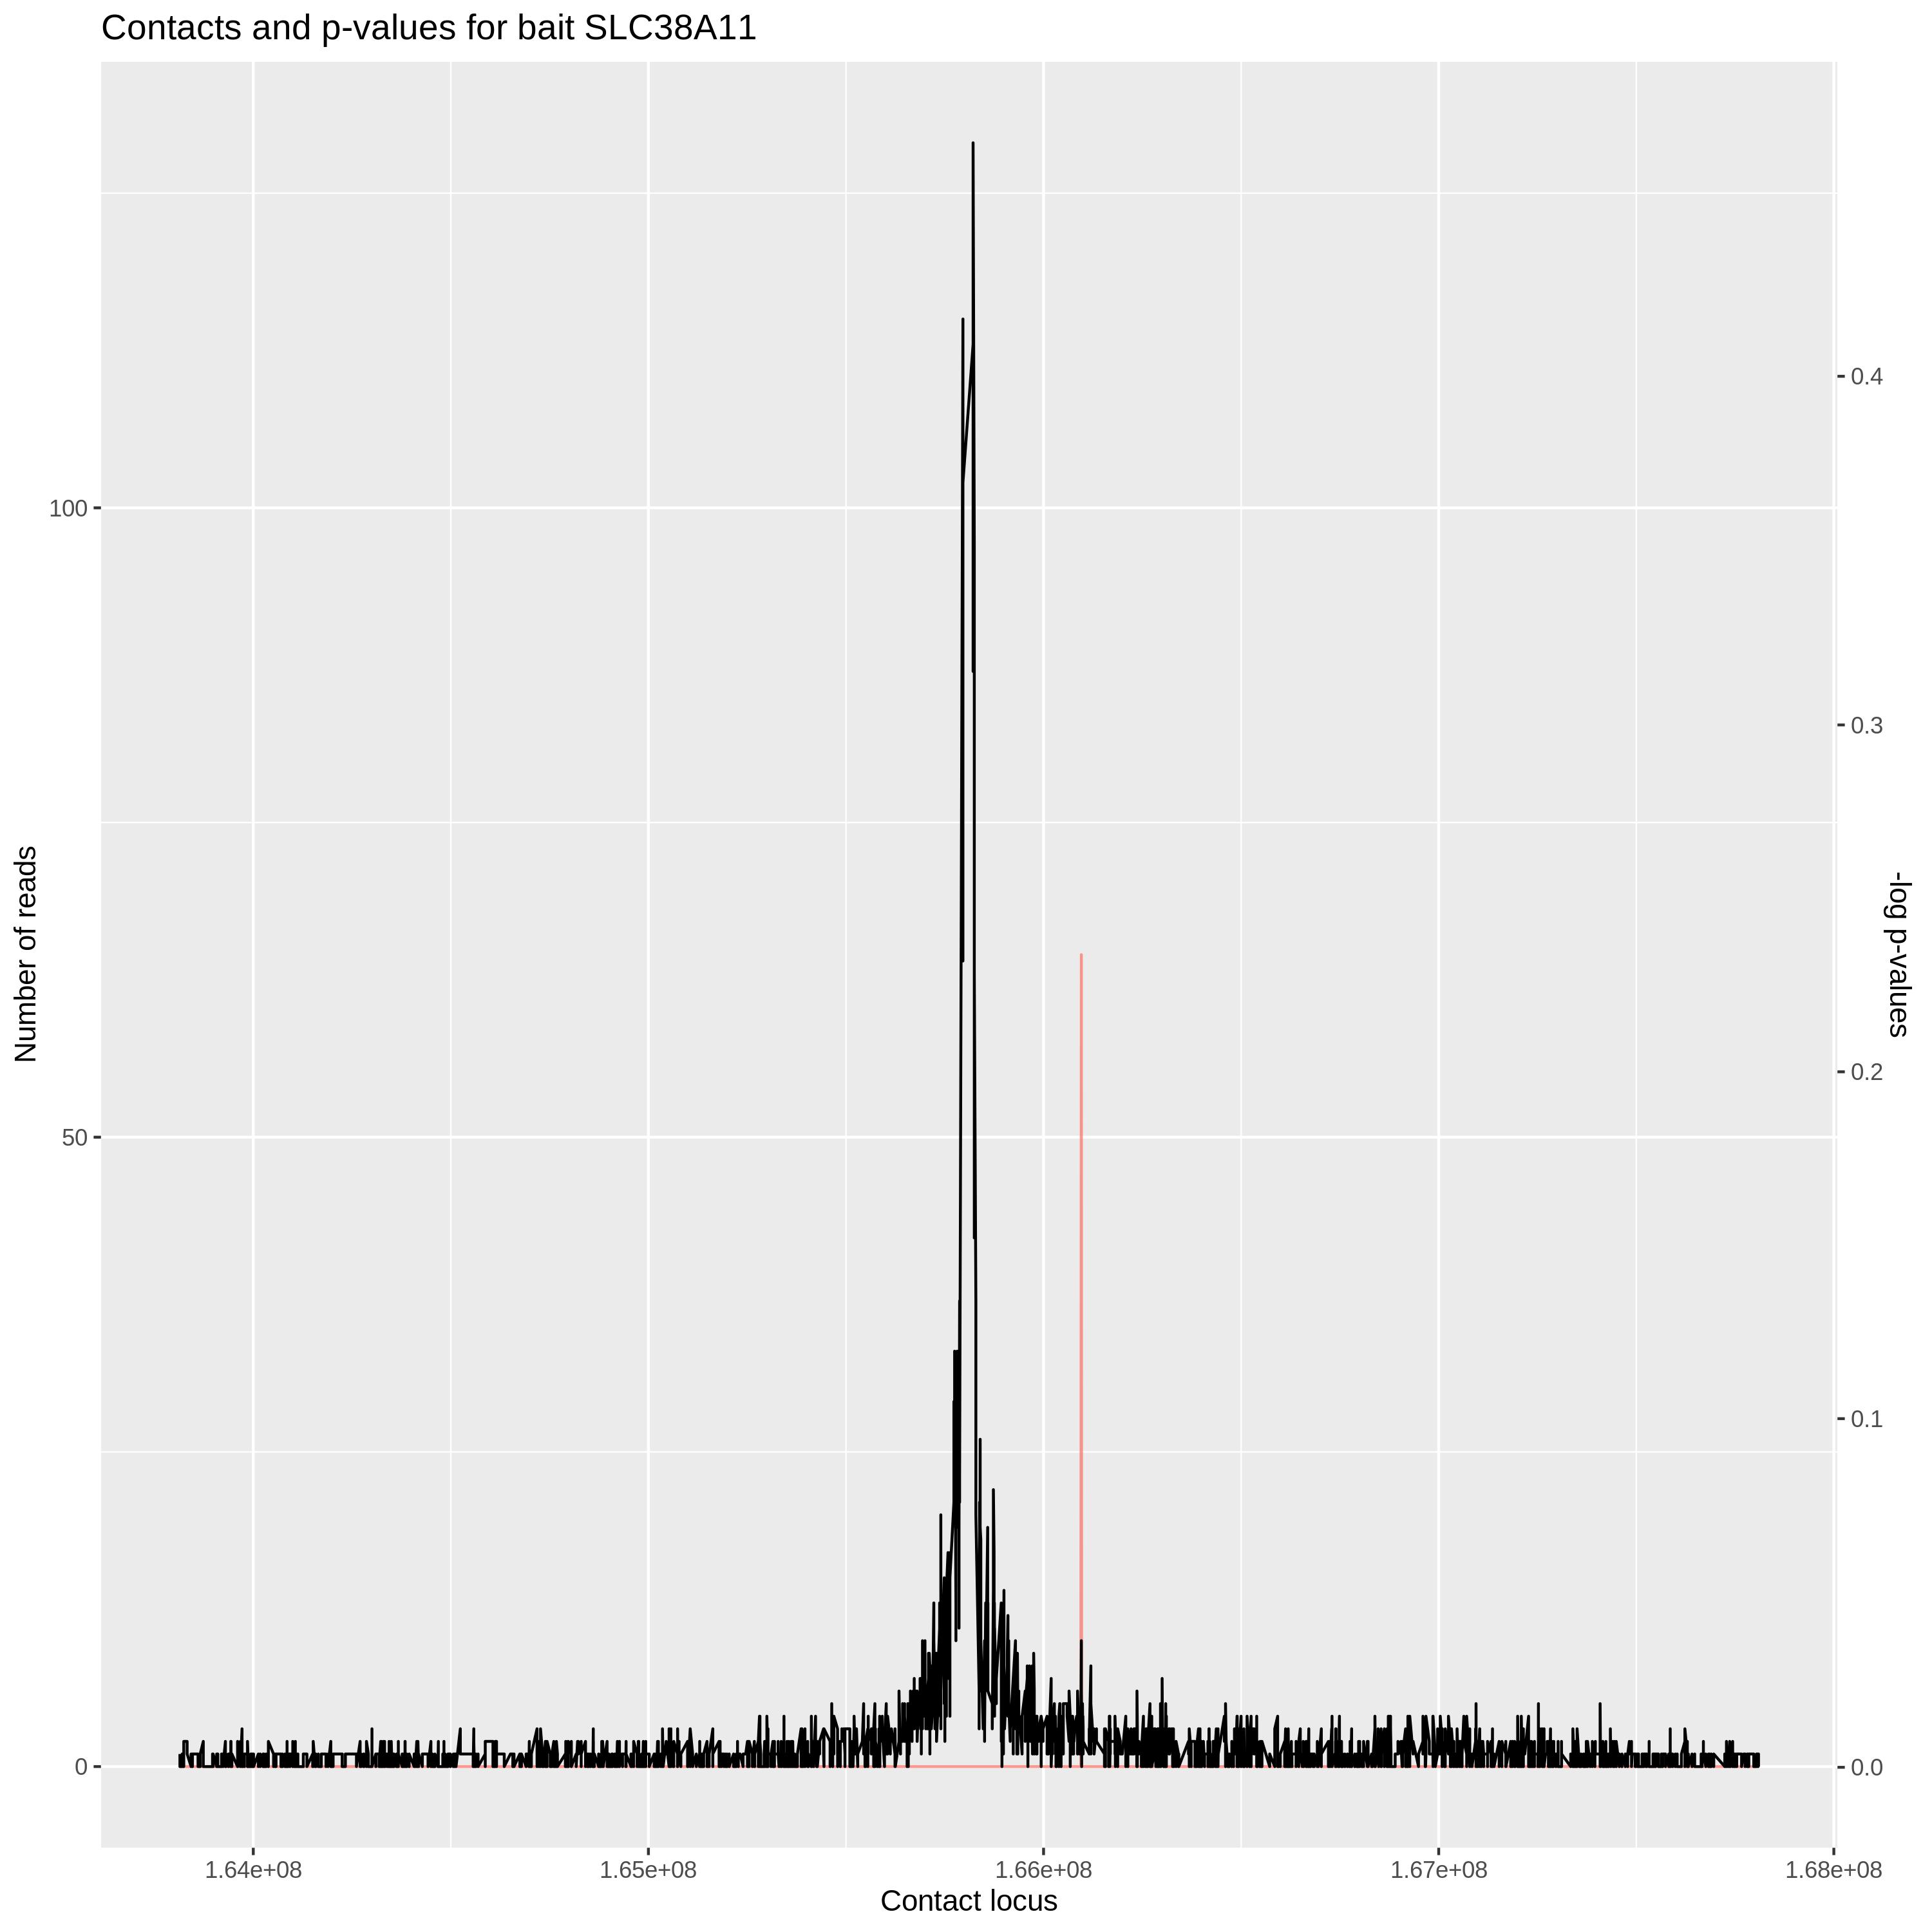 Contacts and p-values for bait SLC38A11
Number of reads
100
50
0
0.4
0.3
0.2
0.1
0.0
-log p-values
1.64e+08
1.65e+08
1.66e+08
1.67e+08
1.68e+08
Contact locus